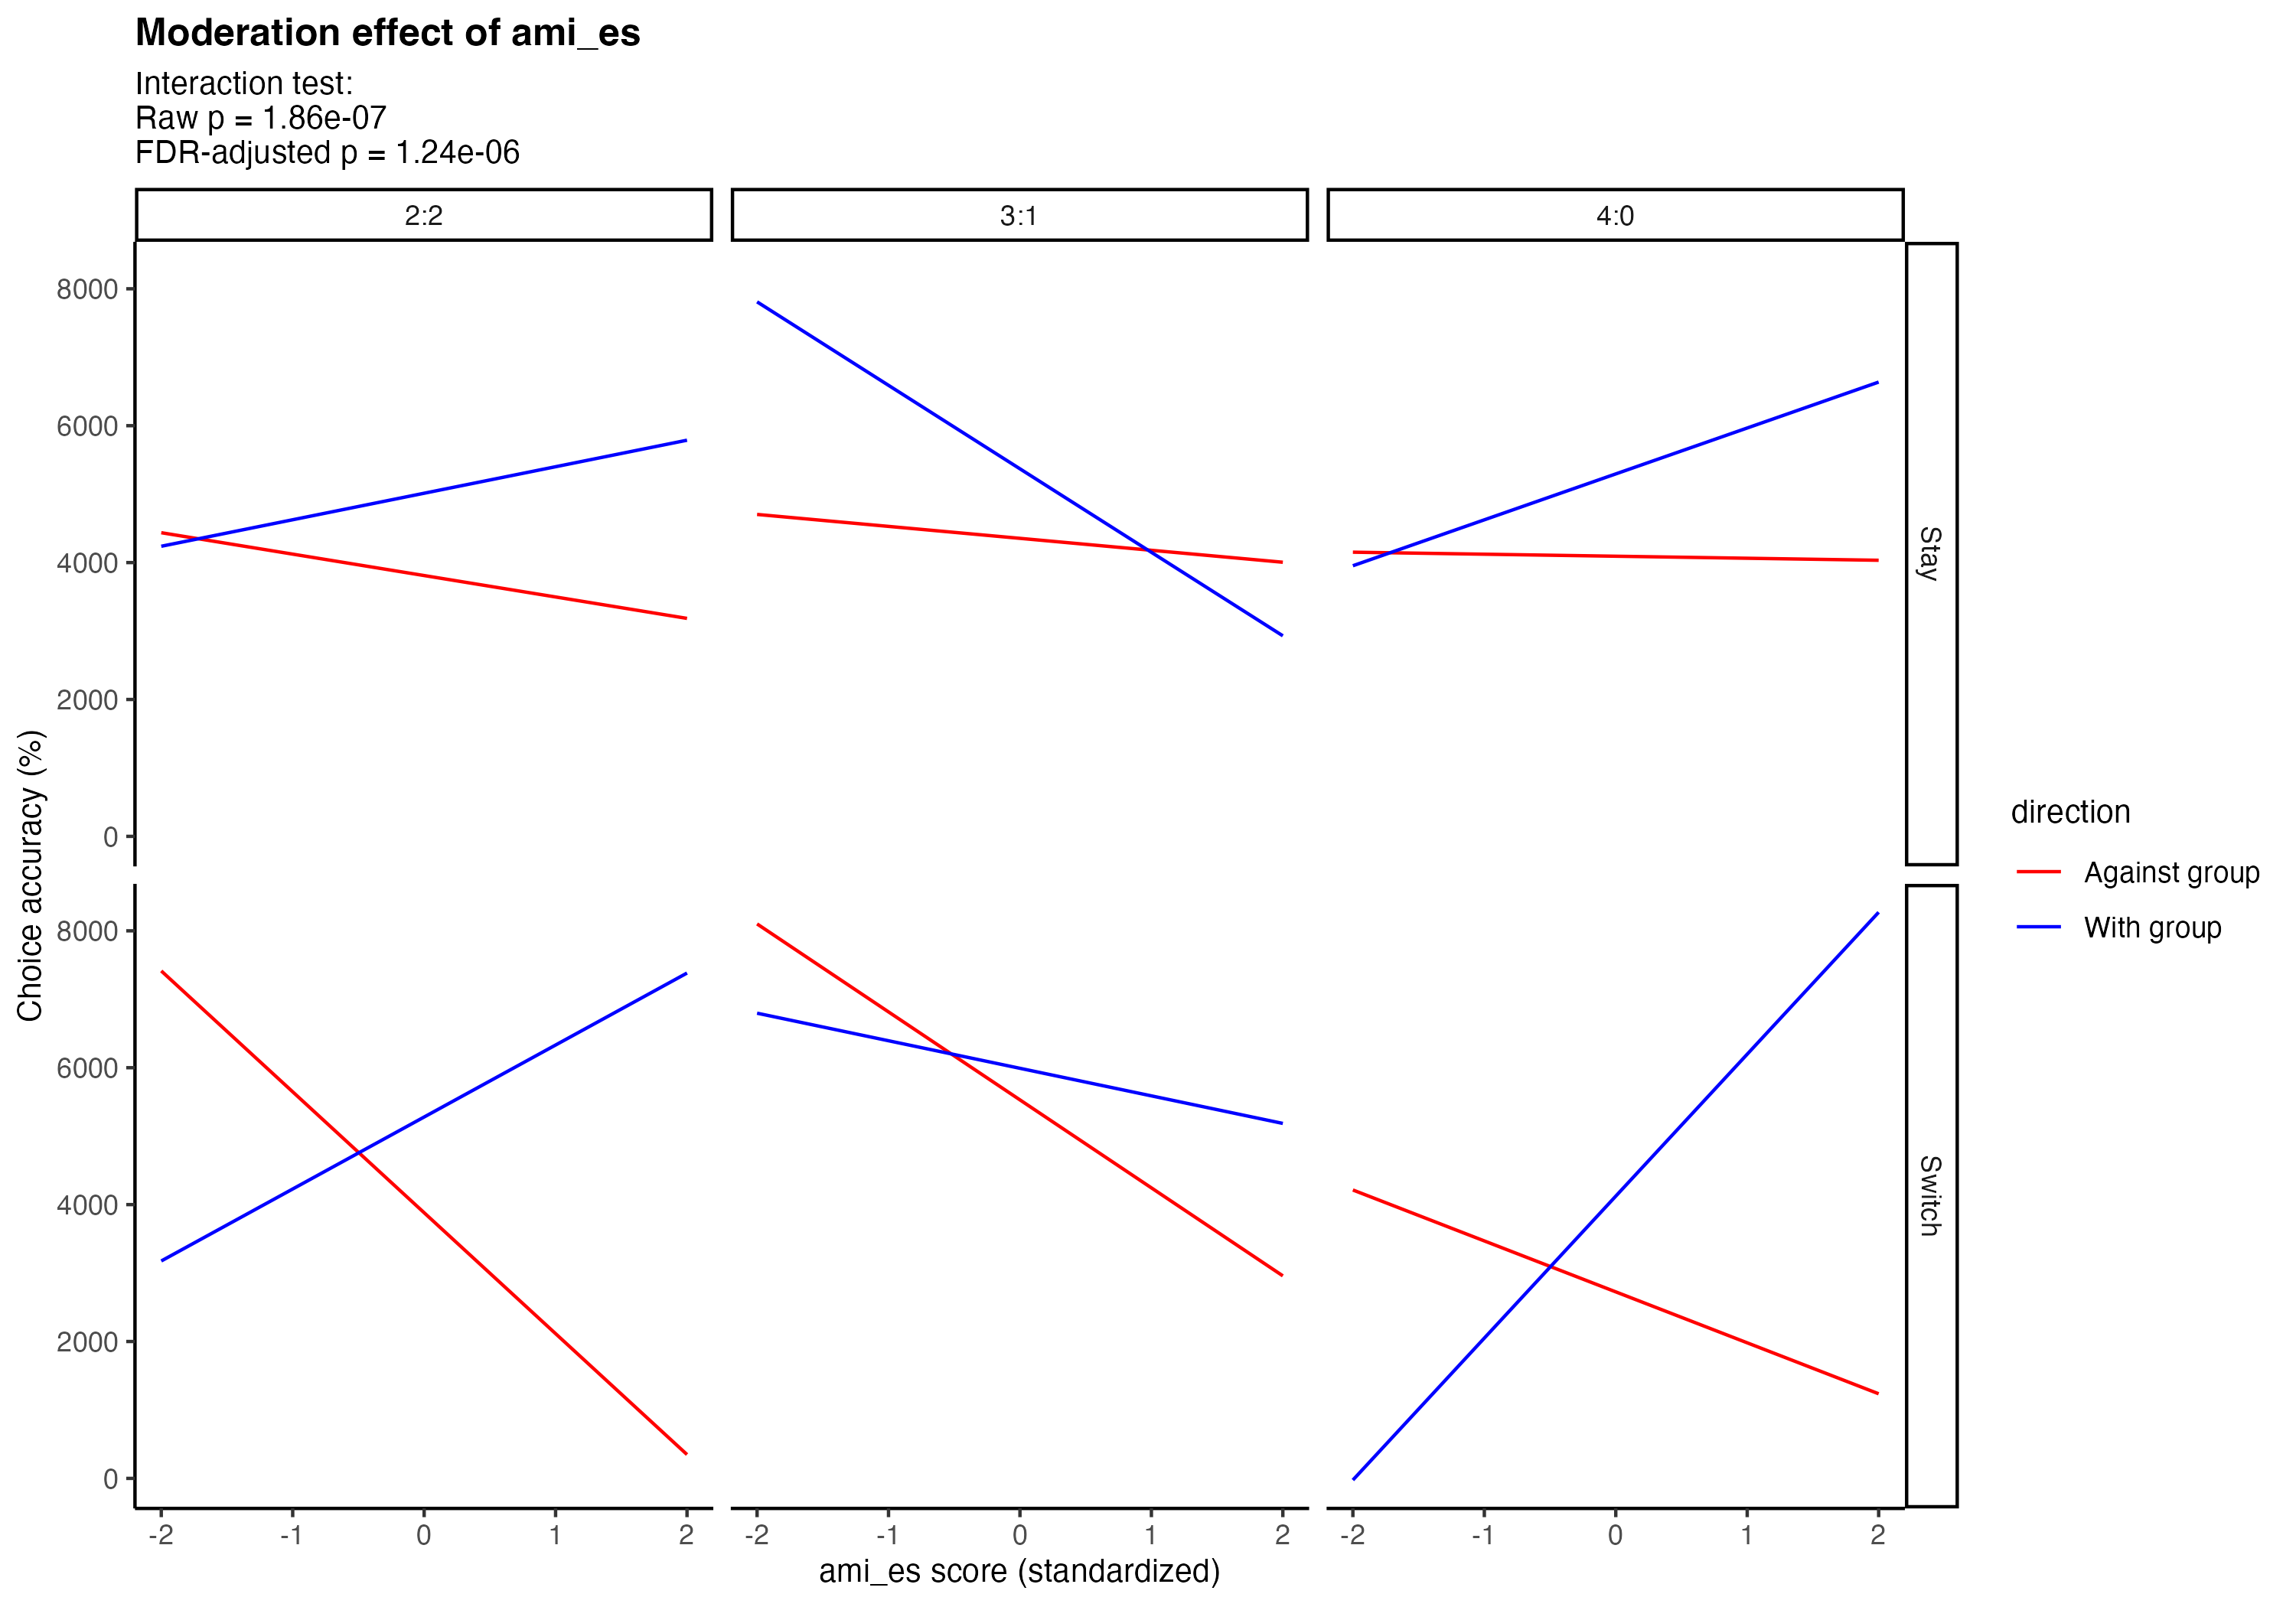 Moderation effect of ami_es
Interaction test:
Raw p = 1.86e-07
FDR-adjusted p = 1.24e-06
2:2 3:1 4:0
8000
6000
4000
2000
0
Stay
8000
6000
4000
2000
0
Switch
Choice accuracy (%)
-2 -1 0 1 2 -2 -1 0 1 2 -2 -1 0 1 2
ami_es score (standardized)
direction
Against group
With group